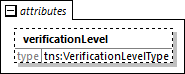 attributes
verificationLevel
type tns:VerificationLevelType